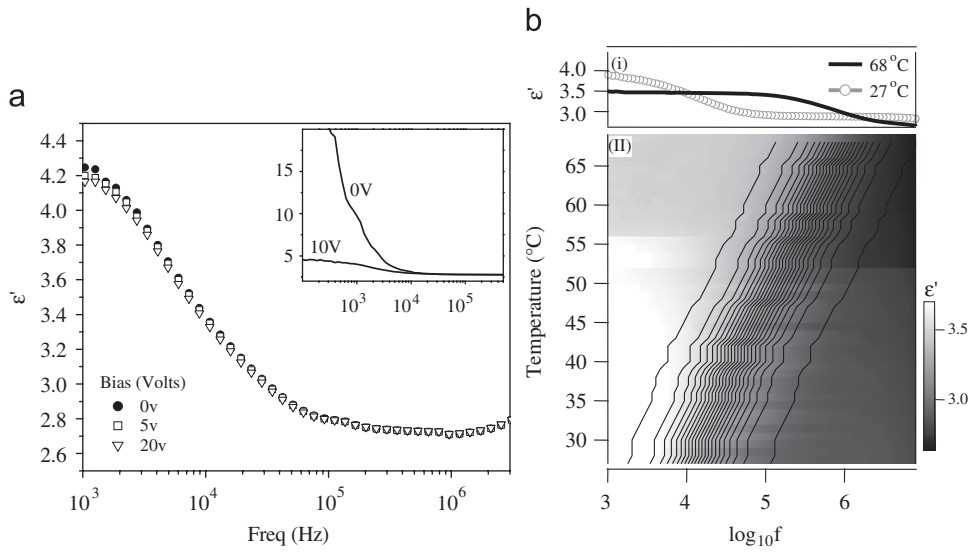 a
4.4
4.2
4.0
3.8
3.6
3.4
3.2
3.0
2.8
2.6
ε'
10³ 10⁴ 10⁵ 10⁶
Freq (Hz)
Bias (Volts)
0v
5v
20v
15
10
5
0V
10V
10³ 10⁴ 10⁵
b
(i)
68 °C
27 °C
4.0
3.5
3.0
ε'
(II)
65
60
55
50
45
40
35
30
Temperature (°C)
3 4 5 6
log₁₀f
ε'
3.5
3.0